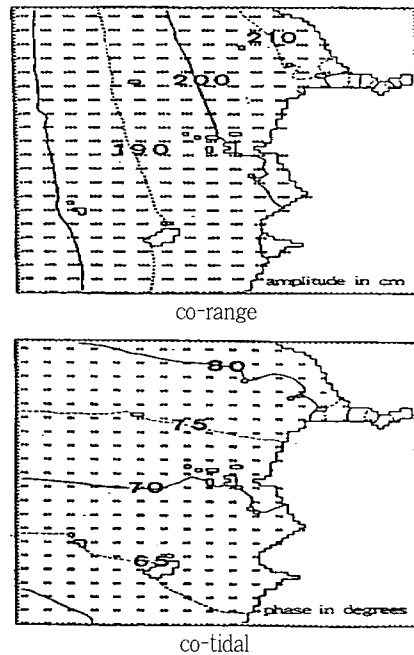 210
200
190
amplitude in cm
co-range
80
75
70
65
phase in degrees
co-tidal